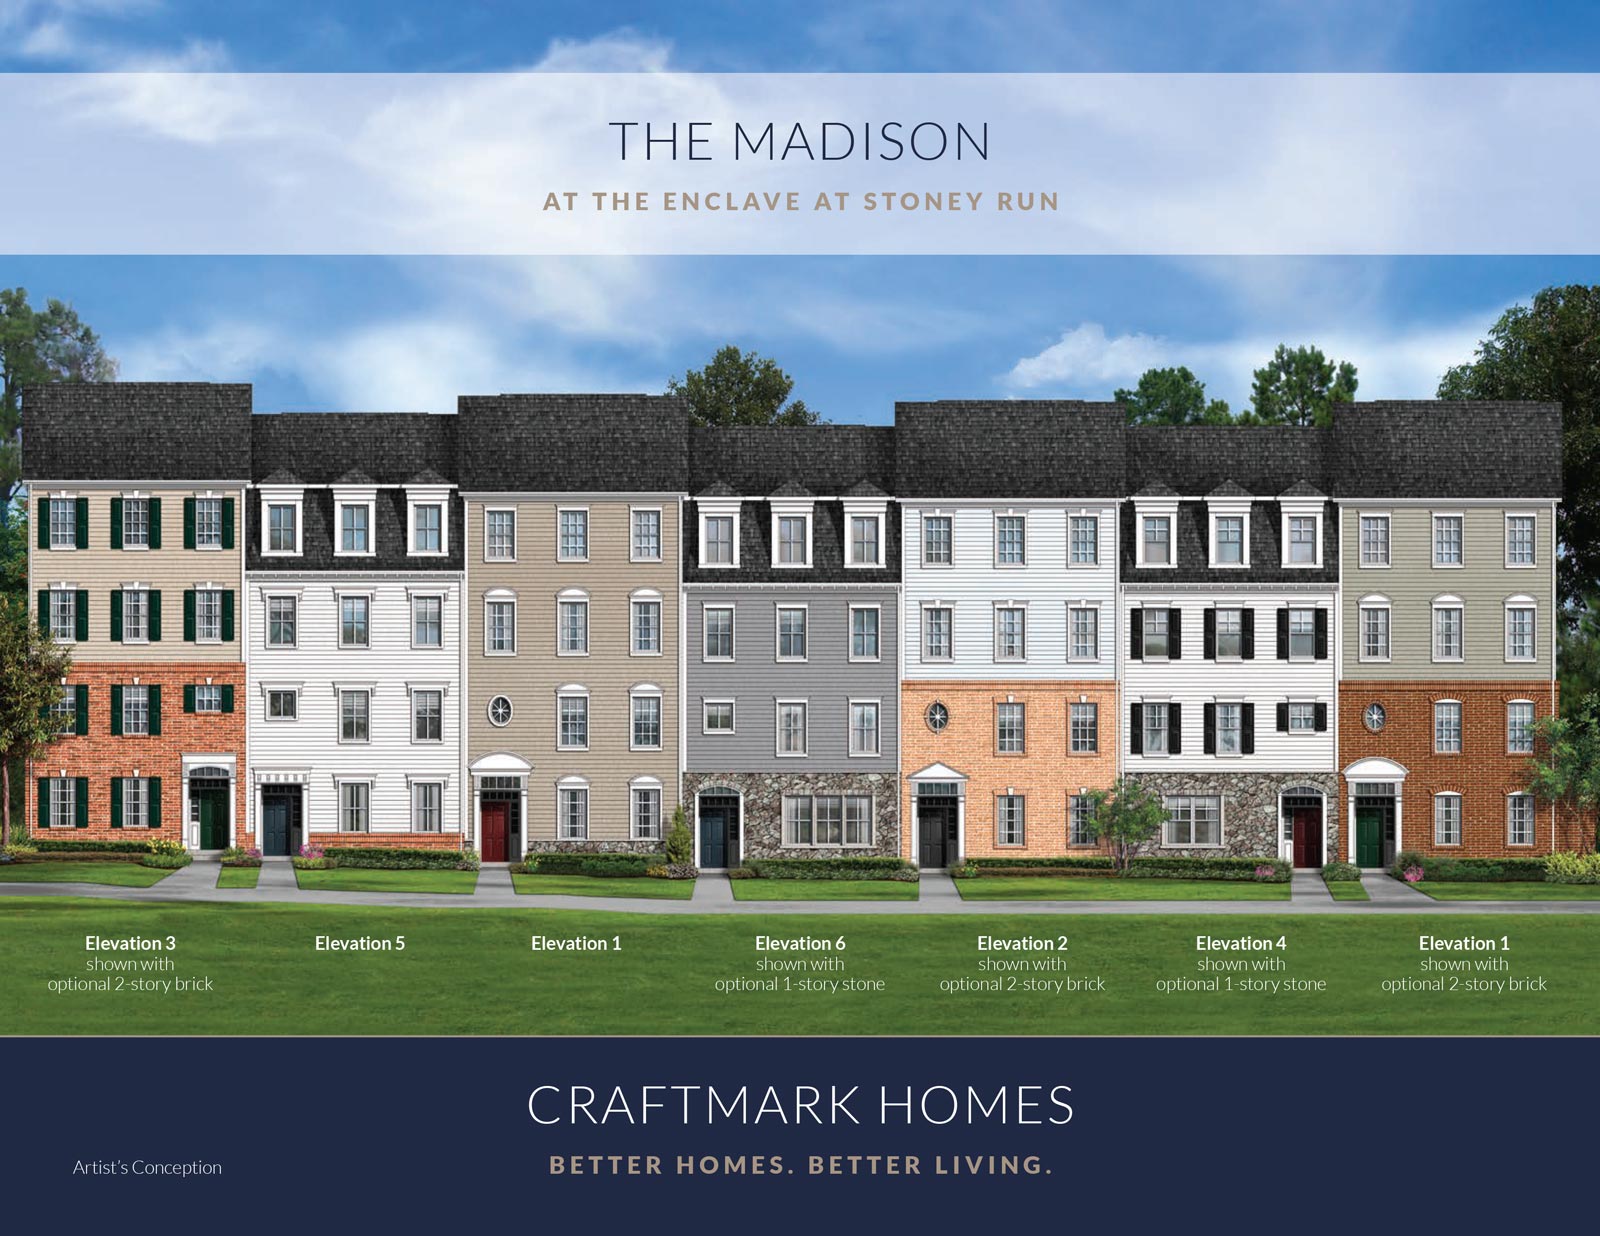 THE MADISON
AT THE ENCLAVE AT STONEY RUN
Elevation 3
shown with
optional 2-story brick
Elevation 5
Elevation 1
Elevation 6
shown with
optional 1-story stone
Elevation 2
shown with
optional 2-story brick
Elevation 4
shown with
optional 1-story stone
Elevation 1
shown with
optional 2-story brick
CRAFTMARK HOMES
BETTER HOMES. BETTER LIVING.
Artist's Conception